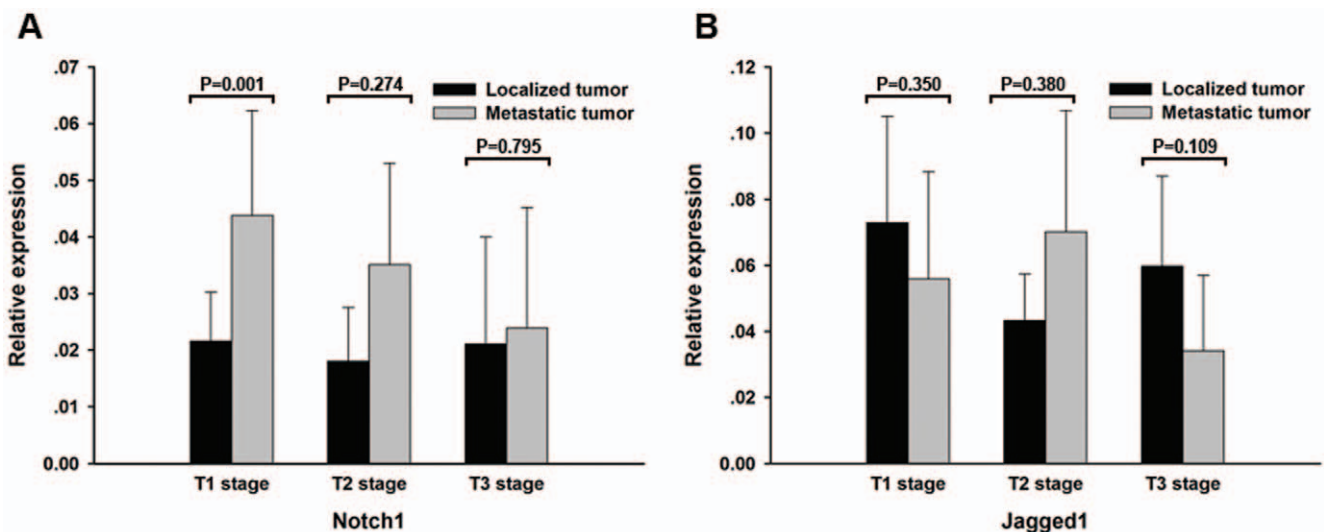 A
B
.07
.06
.05
.04
.03
.02
.01
0.00
Relative expression
P=0.001
P=0.274
P=0.795
Localized tumor
Metastatic tumor
T1 stage
T2 stage
T3 stage
Notch1
.12
.10
.08
.06
.04
.02
0.00
Relative expression
P=0.350
P=0.380
P=0.109
Localized tumor
Metastatic tumor
T1 stage
T2 stage
T3 stage
Jagged1